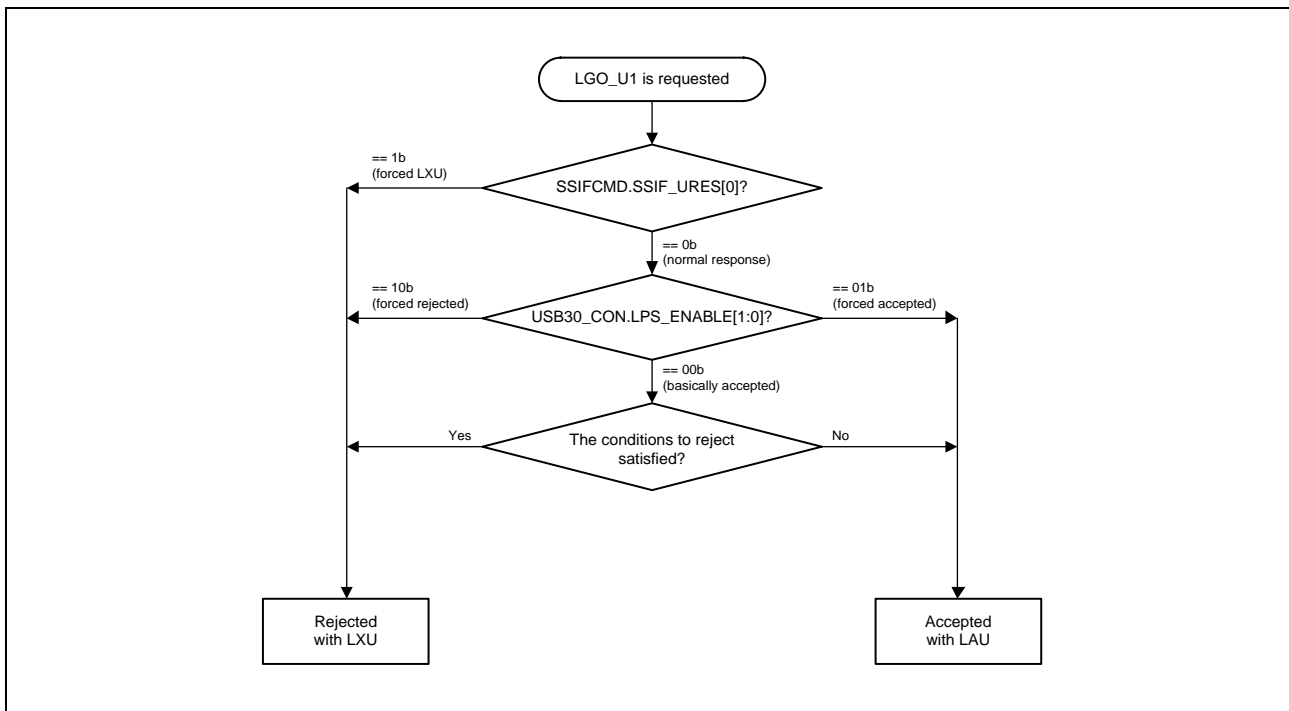 LGO_U1 is requested
== 1b
(forced LXU)
SSIFCMD.SSIF_URES[0]?
== 0b
(normal response)
== 10b
(forced rejected)
USB30_CON.LPS_ENABLE[1:0]?
== 01b
(forced accepted)
== 00b
(basically accepted)
Yes
The conditions to reject
satisfied?
No
Rejected
with LXU
Accepted
with LAU